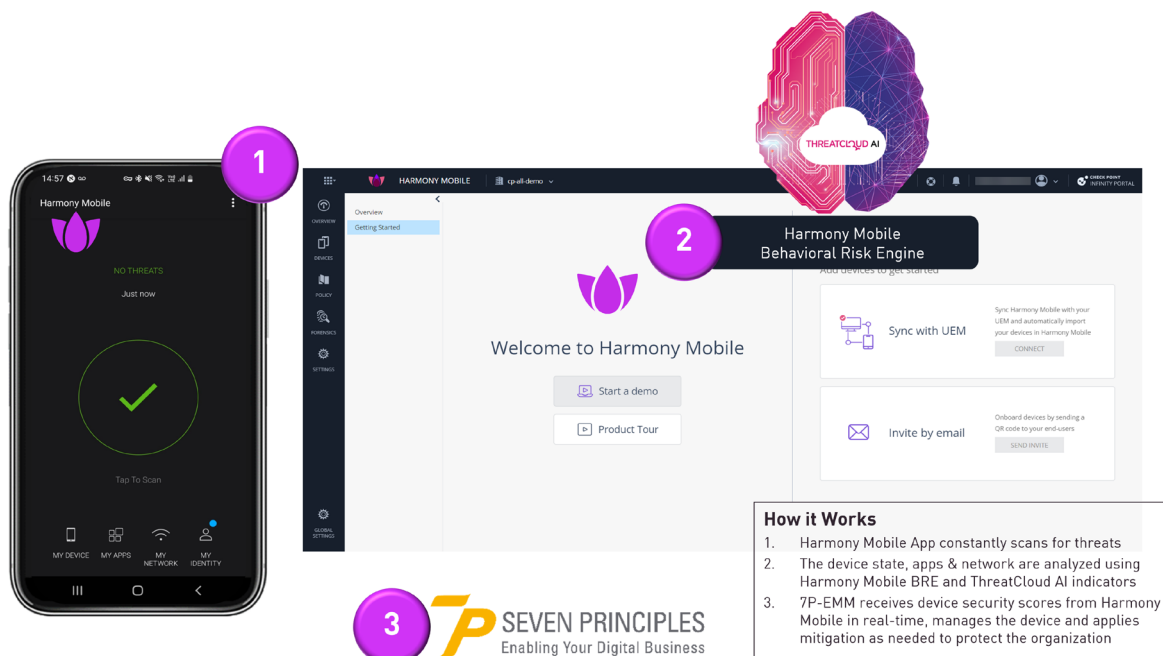 1
14:57
Harmony Mobile
NO THREATS
Just now
Tap To Scan
MY DEVICE
MY APPS
MY
NETWORK
MY
IDENTITY
THREATCLOUD AI
HARMONY MOBILE
cp-all-demo
CHECK POINT
INFINITY PORTAL
OVERVIEW
DEVICES
POLICY
FORENSICS
SETTINGS
GLOBAL
SETTINGS
Overview
Getting Started
2
Harmony Mobile
Behavioral Risk Engine
Welcome to Harmony Mobile
Start a demo
Product Tour
Add devices to get started
Sync with UEM
Sync Harmony Mobile with your
UEM and automatically import
your devices in Harmony Mobile
CONNECT
Invite by email
Onboard devices by sending a
QR code to your end-users
SEND INVITE
How it Works
1. Harmony Mobile App constantly scans for threats
2. The device state, apps & network are analyzed using
Harmony Mobile BRE and ThreatCloud AI indicators
3. 7P-EMM receives device security scores from Harmony
Mobile in real-time, manages the device and applies
mitigation as needed to protect the organization
3
7P
SEVEN PRINCIPLES
Enabling Your Digital Business